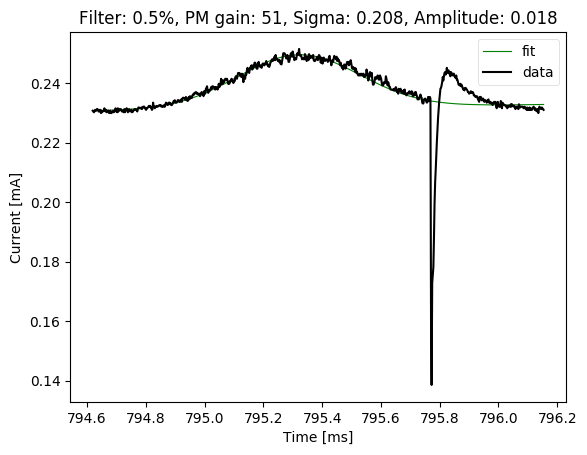 Filter: 0.5%, PM gain: 51, Sigma: 0.208, Amplitude: 0.018
fit
data
Current [mA]
0.24
0.22
0.20
0.18
0.16
0.14
794.6 794.8 795.0 795.2 795.4 795.6 795.8 796.0 796.2
Time [ms]